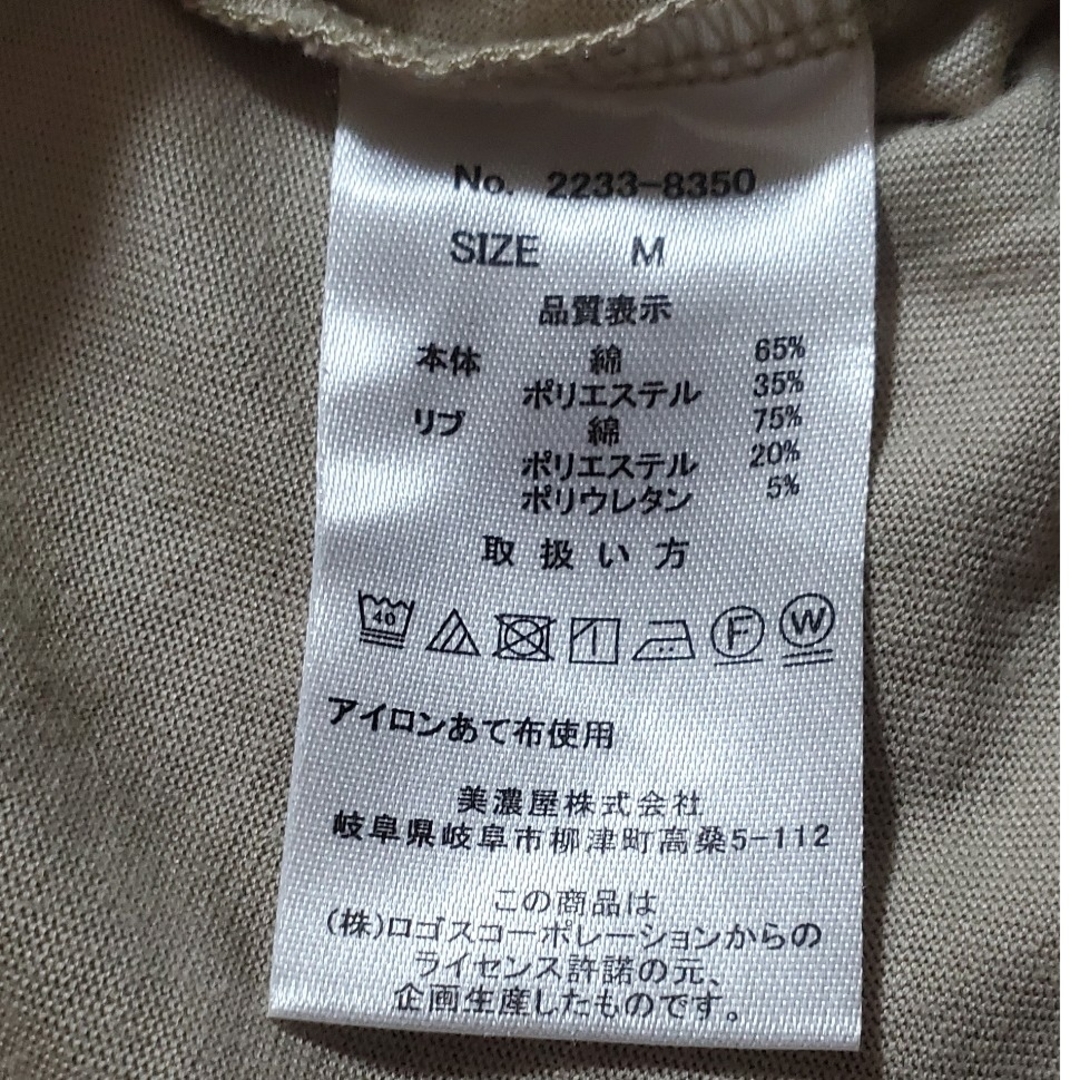 No. 2233-8350
SIZE M
品質表示
本体 綿 65%
ポリエステル 35%
リブ 綿 75%
ポリエステル 20%
ポリウレタン 5%
取扱い方
40 F W
アイロンあて布使用
美濃屋株式会社
岐阜県岐阜市柳津町高桑5-112
この商品は
(株)ロゴスコーポレーションからの
ライセンス許諾の元、
企画生産したものです。